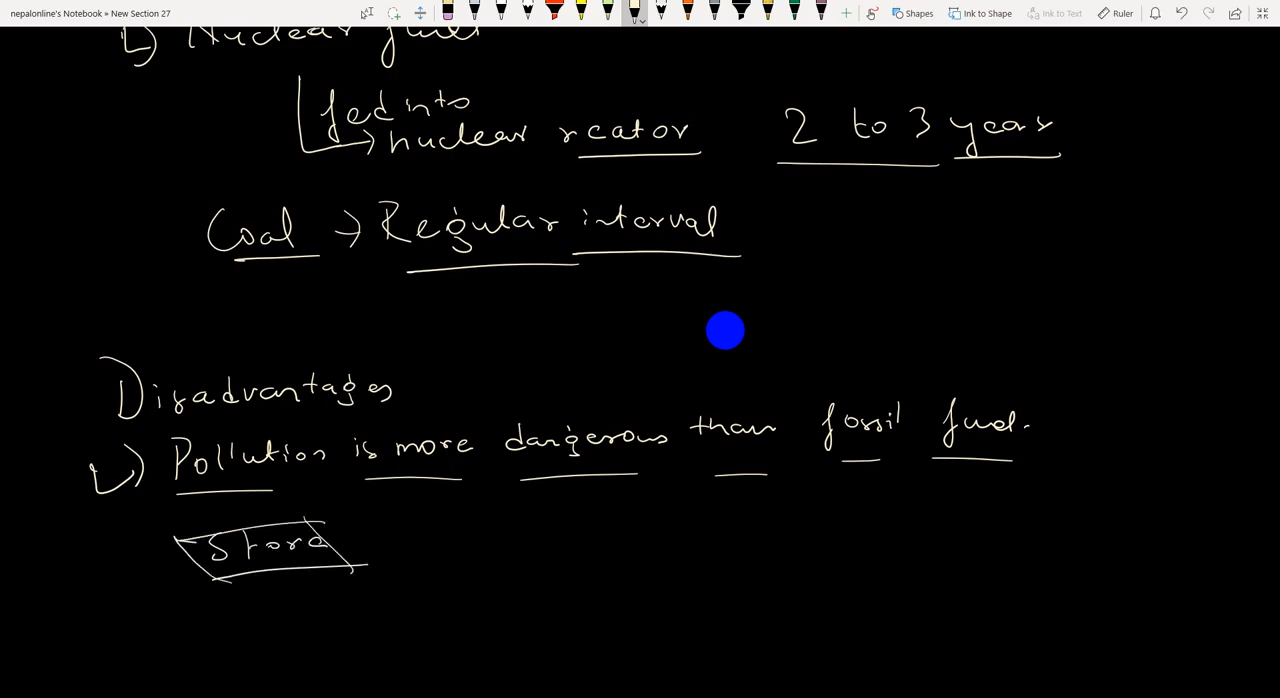 nepalonline's Notebook » New Section 27
Shapes Ink to Shape Ink to Text Ruler
Nuclear fuel
fed into
nuclear reator 2 to 3 year
Coal → Regular interval
Disadvantages
Pollution is more dangerous than fossil fuel.
Store